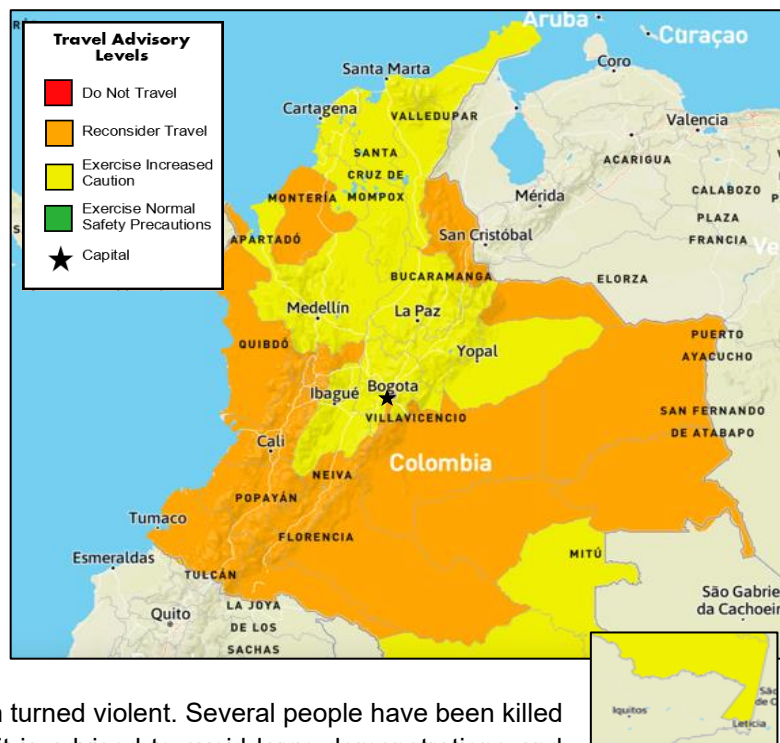 Travel Advisory
Levels
Do Not Travel
Reconsider Travel
Exercise Increased
Caution
Exercise Normal
Safety Precautions
Capital
Aruba
Curaçao
Santa Marta
Coro
Cartagena
VALLEDUPAR
Valencia
SANTA
CRUZ DE
MOMPOX
ACARIGUA
MONTERÍA
Mérida
CALABOZO
PLAZA
FRANCIA
APARTADÓ
San Cristóbal
BUCARAMANGA
ELORZA
Medellín
La Paz
PUERTO
AYACUCHO
QUIBDÓ
Yopal
Ibagué
Bogota
VILLAVICENCIO
SAN FERNANDO
DE ATABAPO
Cali
Colombia
NEIVA
POPAYÁN
Tumaco
FLORENCIA
MITÚ
Esmeraldas
TULCÁN
Quito
LA JOYA
DE LOS
SACHAS
São Gabrie
da Cachoeir
Iquitos
Leticia
turned violent. Several people have been killed